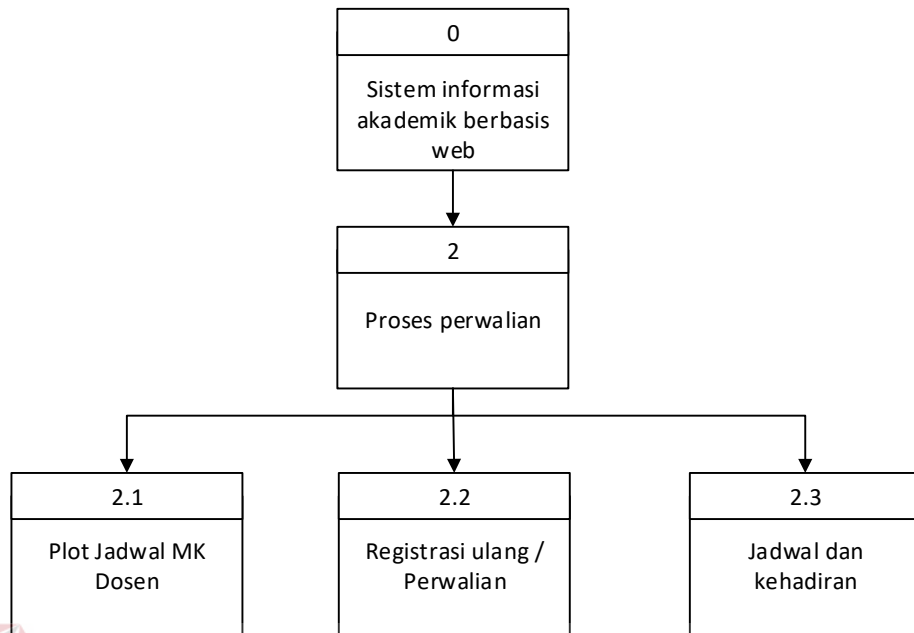 0
Sistem informasi
akademik berbasis
web
2
Proses perwalian
2.1
Plot Jadwal MK
Dosen
2.2
Registrasi ulang /
Perwalian
2.3
Jadwal dan
kehadiran